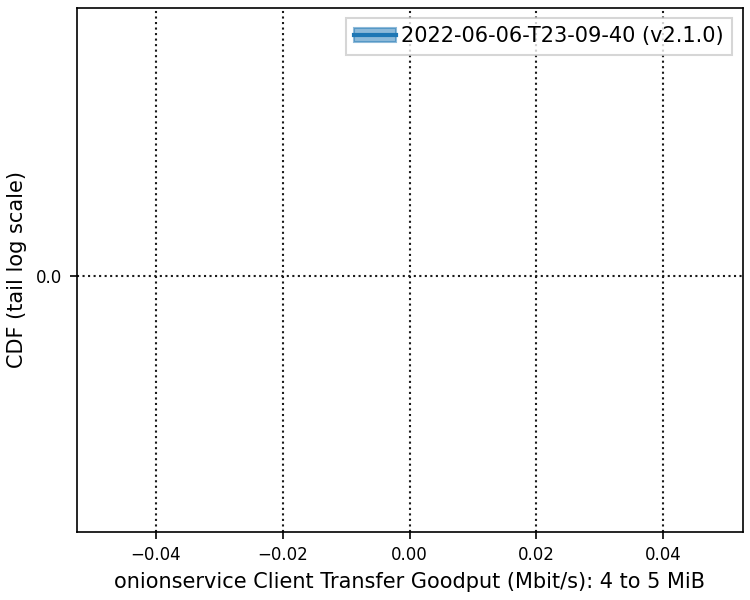 2022-06-06-T23-09-40 (v2.1.0)
CDF (tail log scale)
0.0
−0.04
−0.02
0.00
0.02
0.04
onionservice Client Transfer Goodput (Mbit/s): 4 to 5 MiB